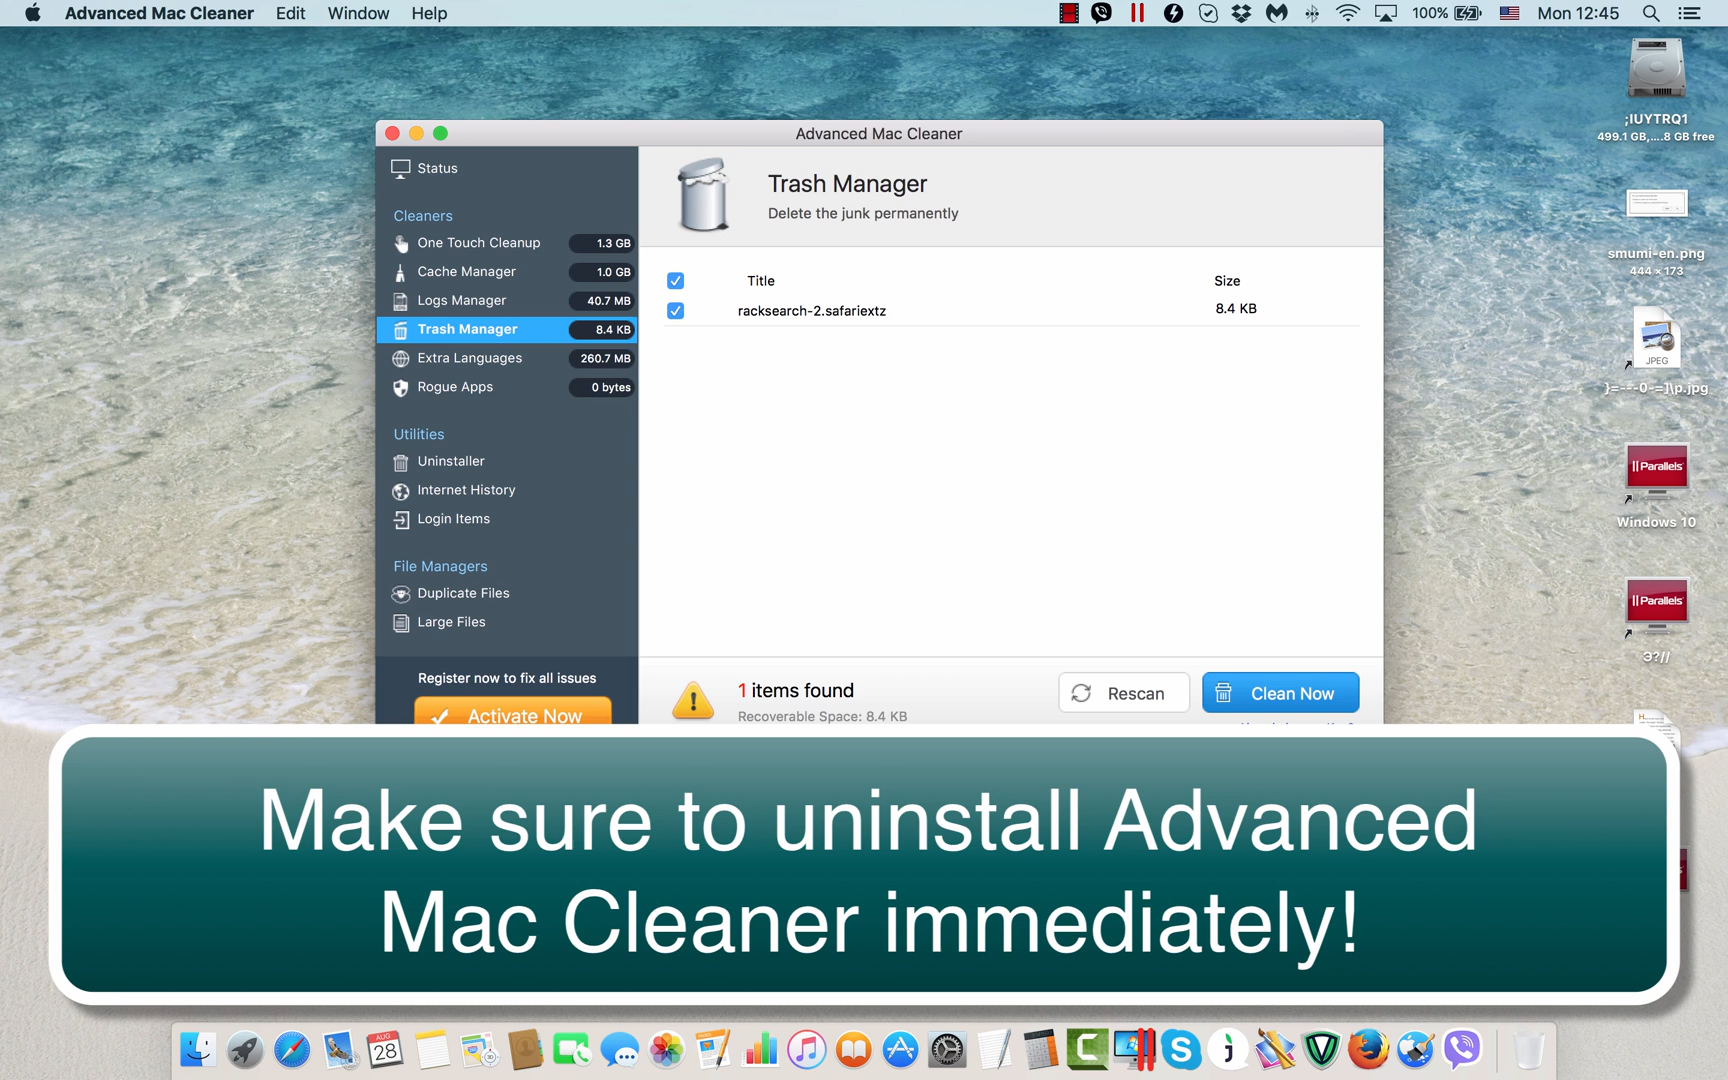 Advanced Mac Cleaner Edit Window Help
100% Mon 12:45
;IUYTRQ1
499.1 GB,....8 GB free
smumi-en.png
444 × 173
JPEG
}=---0-=]\p.jpg
|| Parallels
Windows 10
|| Parallels
Э?//
Advanced Mac Cleaner
Status
Cleaners
One Touch Cleanup 1.3 GB
Cache Manager 1.0 GB
Logs Manager 40.7 MB
Trash Manager 8.4 KB
Extra Languages 260.7 MB
Rogue Apps 0 bytes
Utilities
Uninstaller
Internet History
Login Items
File Managers
Duplicate Files
Large Files
Register now to fix all issues
Activate Now
Trash Manager
Delete the junk permanently
Title Size
racksearch-2.safariextz 8.4 KB
1 items found
Recoverable Space: 8.4 KB
Rescan
Clean Now
Make sure to uninstall Advanced
Mac Cleaner immediately!
AUG
28